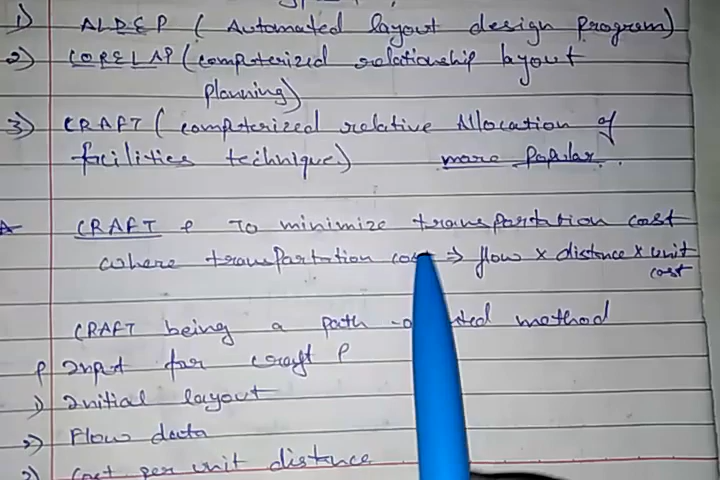 1) ALDEP ( Automated layout design program)
2) CORELAP (computerized relationship layout
planning)
3) CRAFT ( computerized relative Allocation of
facilities technique) more popular.
CRAFT : To minimize transportation cost
where transportation cost => flow x distance x unit
cost
CRAFT being a path method
Input for craft
1) Initial layout
2) Flow data
3) Cost per unit distance